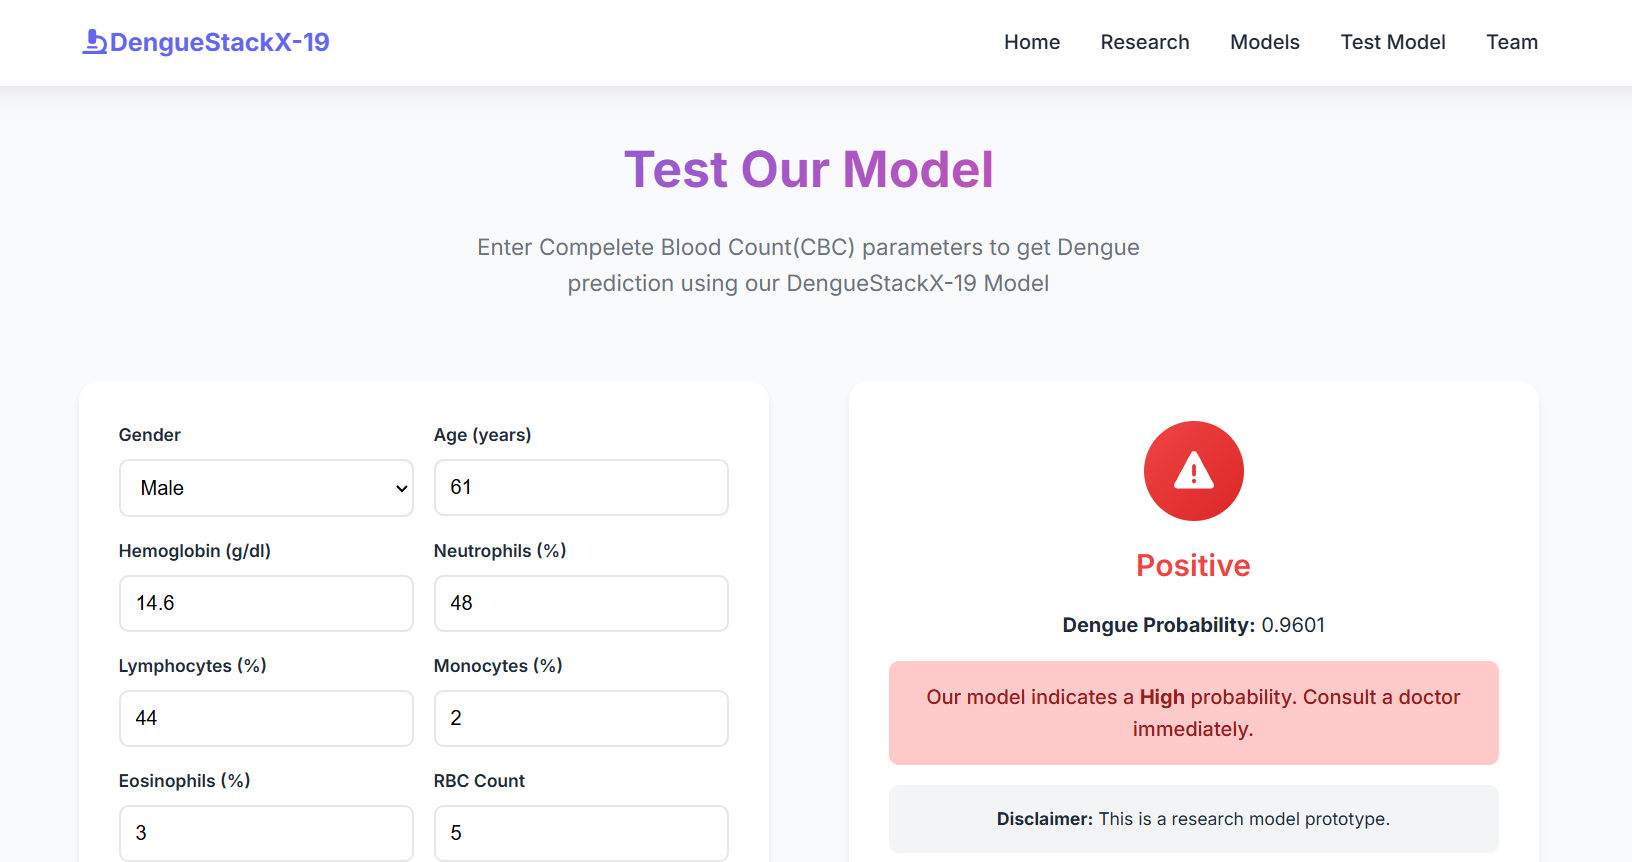 DengueStackX-19
Home Research Models Test Model Team
Test Our Model
Enter Compelete Blood Count(CBC) parameters to get Dengue
prediction using our DengueStackX-19 Model
Gender
Male
Age (years)
61
Hemoglobin (g/dl)
14.6
Neutrophils (%)
48
Lymphocytes (%)
44
Monocytes (%)
2
Eosinophils (%)
3
RBC Count
5
Positive
Dengue Probability: 0.9601
Our model indicates a High probability. Consult a doctor
immediately.
Disclaimer: This is a research model prototype.